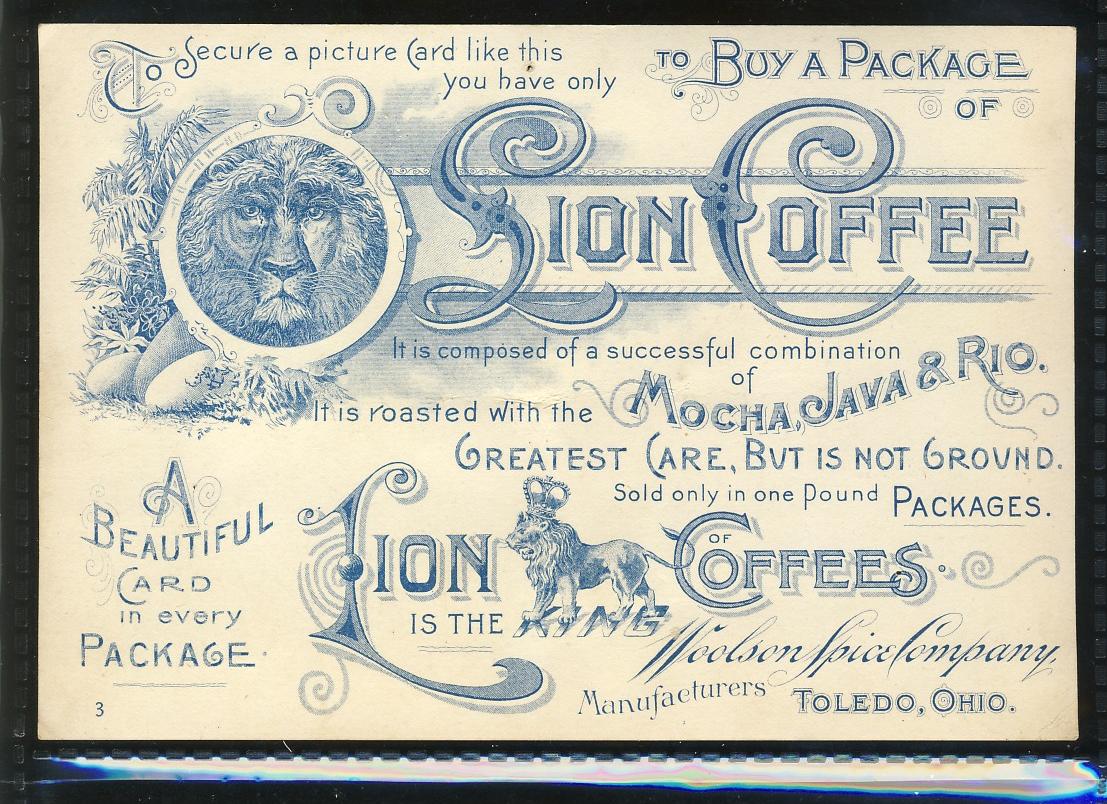 To Secure a picture Card like this
you have only
TO BUY A PACKAGE
OF
LION COFFEE
It is composed of a successful combination
of
MOCHA, JAVA & RIO.
It is roasted with the
GREATEST CARE, BUT IS NOT GROUND.
Sold only in one Pound PACKAGES.
A
BEAUTIFUL
CARD
in every
PACKAGE.
LION
IS THE KING
OF
COFFEES.
Woolson Spice Company,
Manufacturers TOLEDO, OHIO.
3